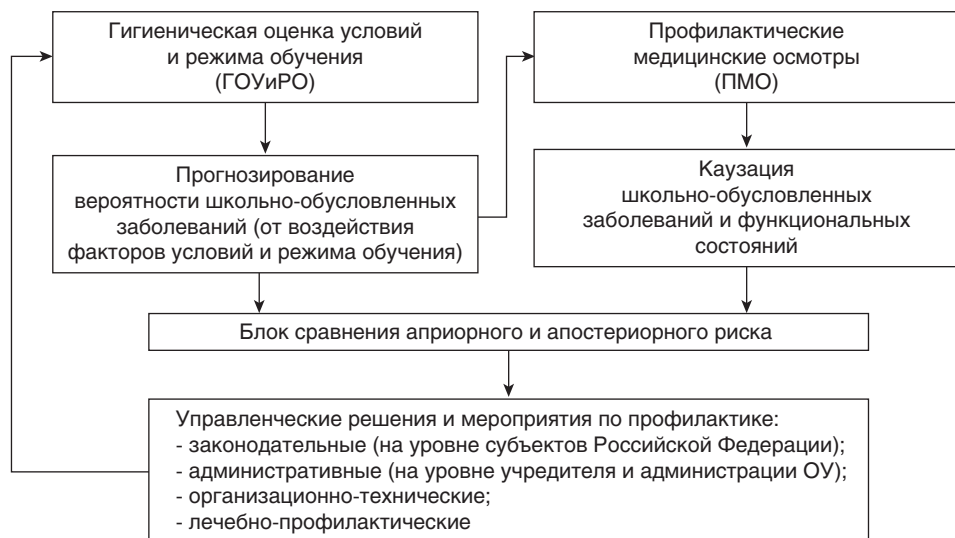 Гигиеническая оценка условий
и режима обучения
(ГОУиРО)
Профилактические
медицинские осмотры
(ПМО)
Прогнозирование
вероятности школьно-обусловленных
заболеваний (от воздействия
факторов условий и режима обучения)
Каузация
школьно-обусловленных
заболеваний и функциональных
состояний
Блок сравнения априорного и апостериорного риска
Управленческие решения и мероприятия по профилактике:
- законодательные (на уровне субъектов Российской Федерации);
- административные (на уровне учредителя и администрации ОУ);
- организационно-технические;
- лечебно-профилактические